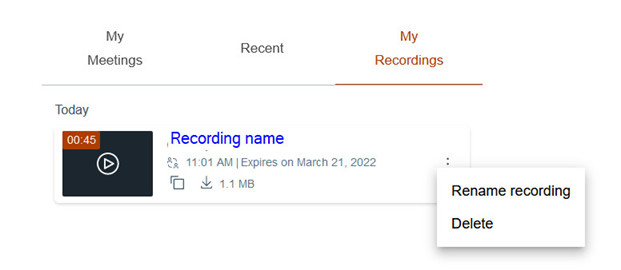 My
Meetings
Recent
My
Recordings
Today
00:45
Recording name
11:01 AM | Expires on March 21, 2022
1.1 MB
Rename recording
Delete